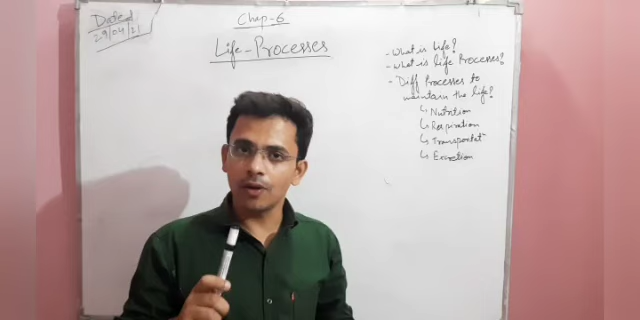 Dated
29/04/21
Chap-6
Life-Processes
- What is Life?
- What is life Processes?
- Diff Processes to
maintain the life?
↳ Nutrition
↳ Respiration
↳ Transportatn
↳ Excretion